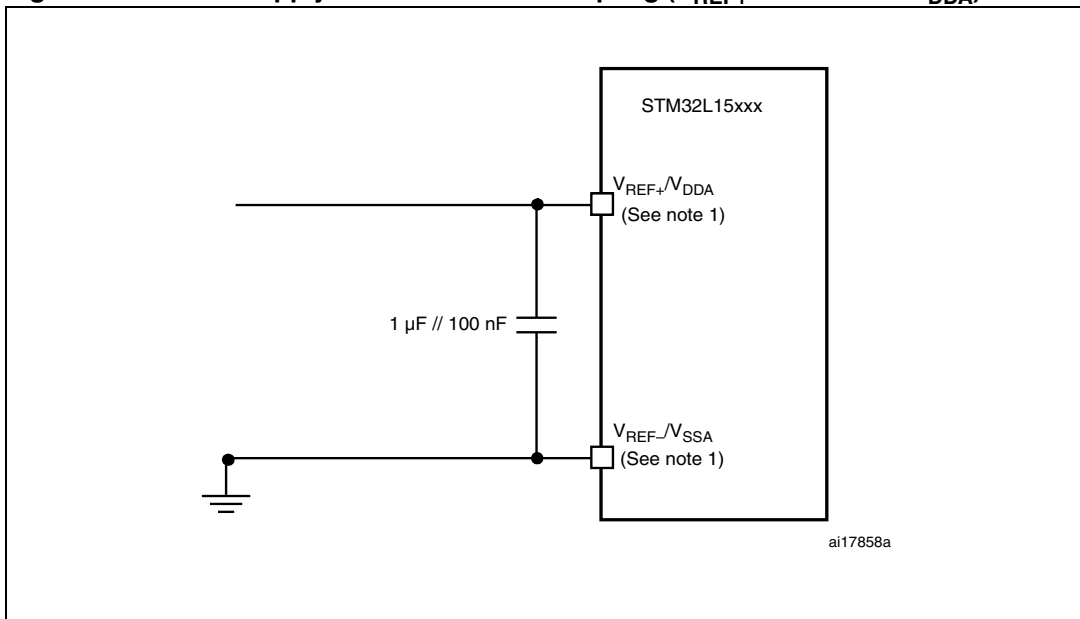 STM32L15xxx
VREF+/VDDA
(See note 1)
1 µF // 100 nF
VREF–/VSSA
(See note 1)
ai17858a